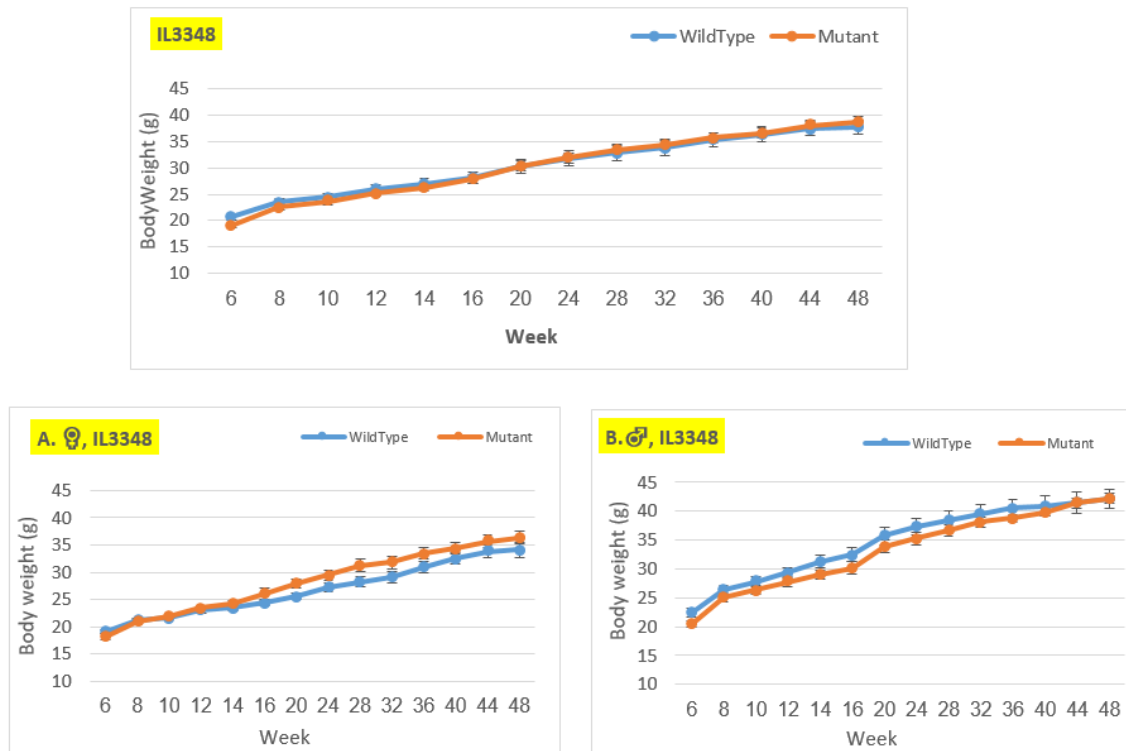 IL3348
WildType Mutant
45
40
35
30
25
20
15
10
BodyWeight (g)
6 8 10 12 14 16 20 24 28 32 36 40 44 48
Week
A. ♀, IL3348
WildType Mutant
45
40
35
30
25
20
15
10
Body weight (g)
6 8 10 12 14 16 20 24 28 32 36 40 44 48
Week
B. ♂, IL3348
WildType Mutant
45
40
35
30
25
20
15
10
Body weight (g)
6 8 10 12 14 16 20 24 28 32 36 40 44 48
Week